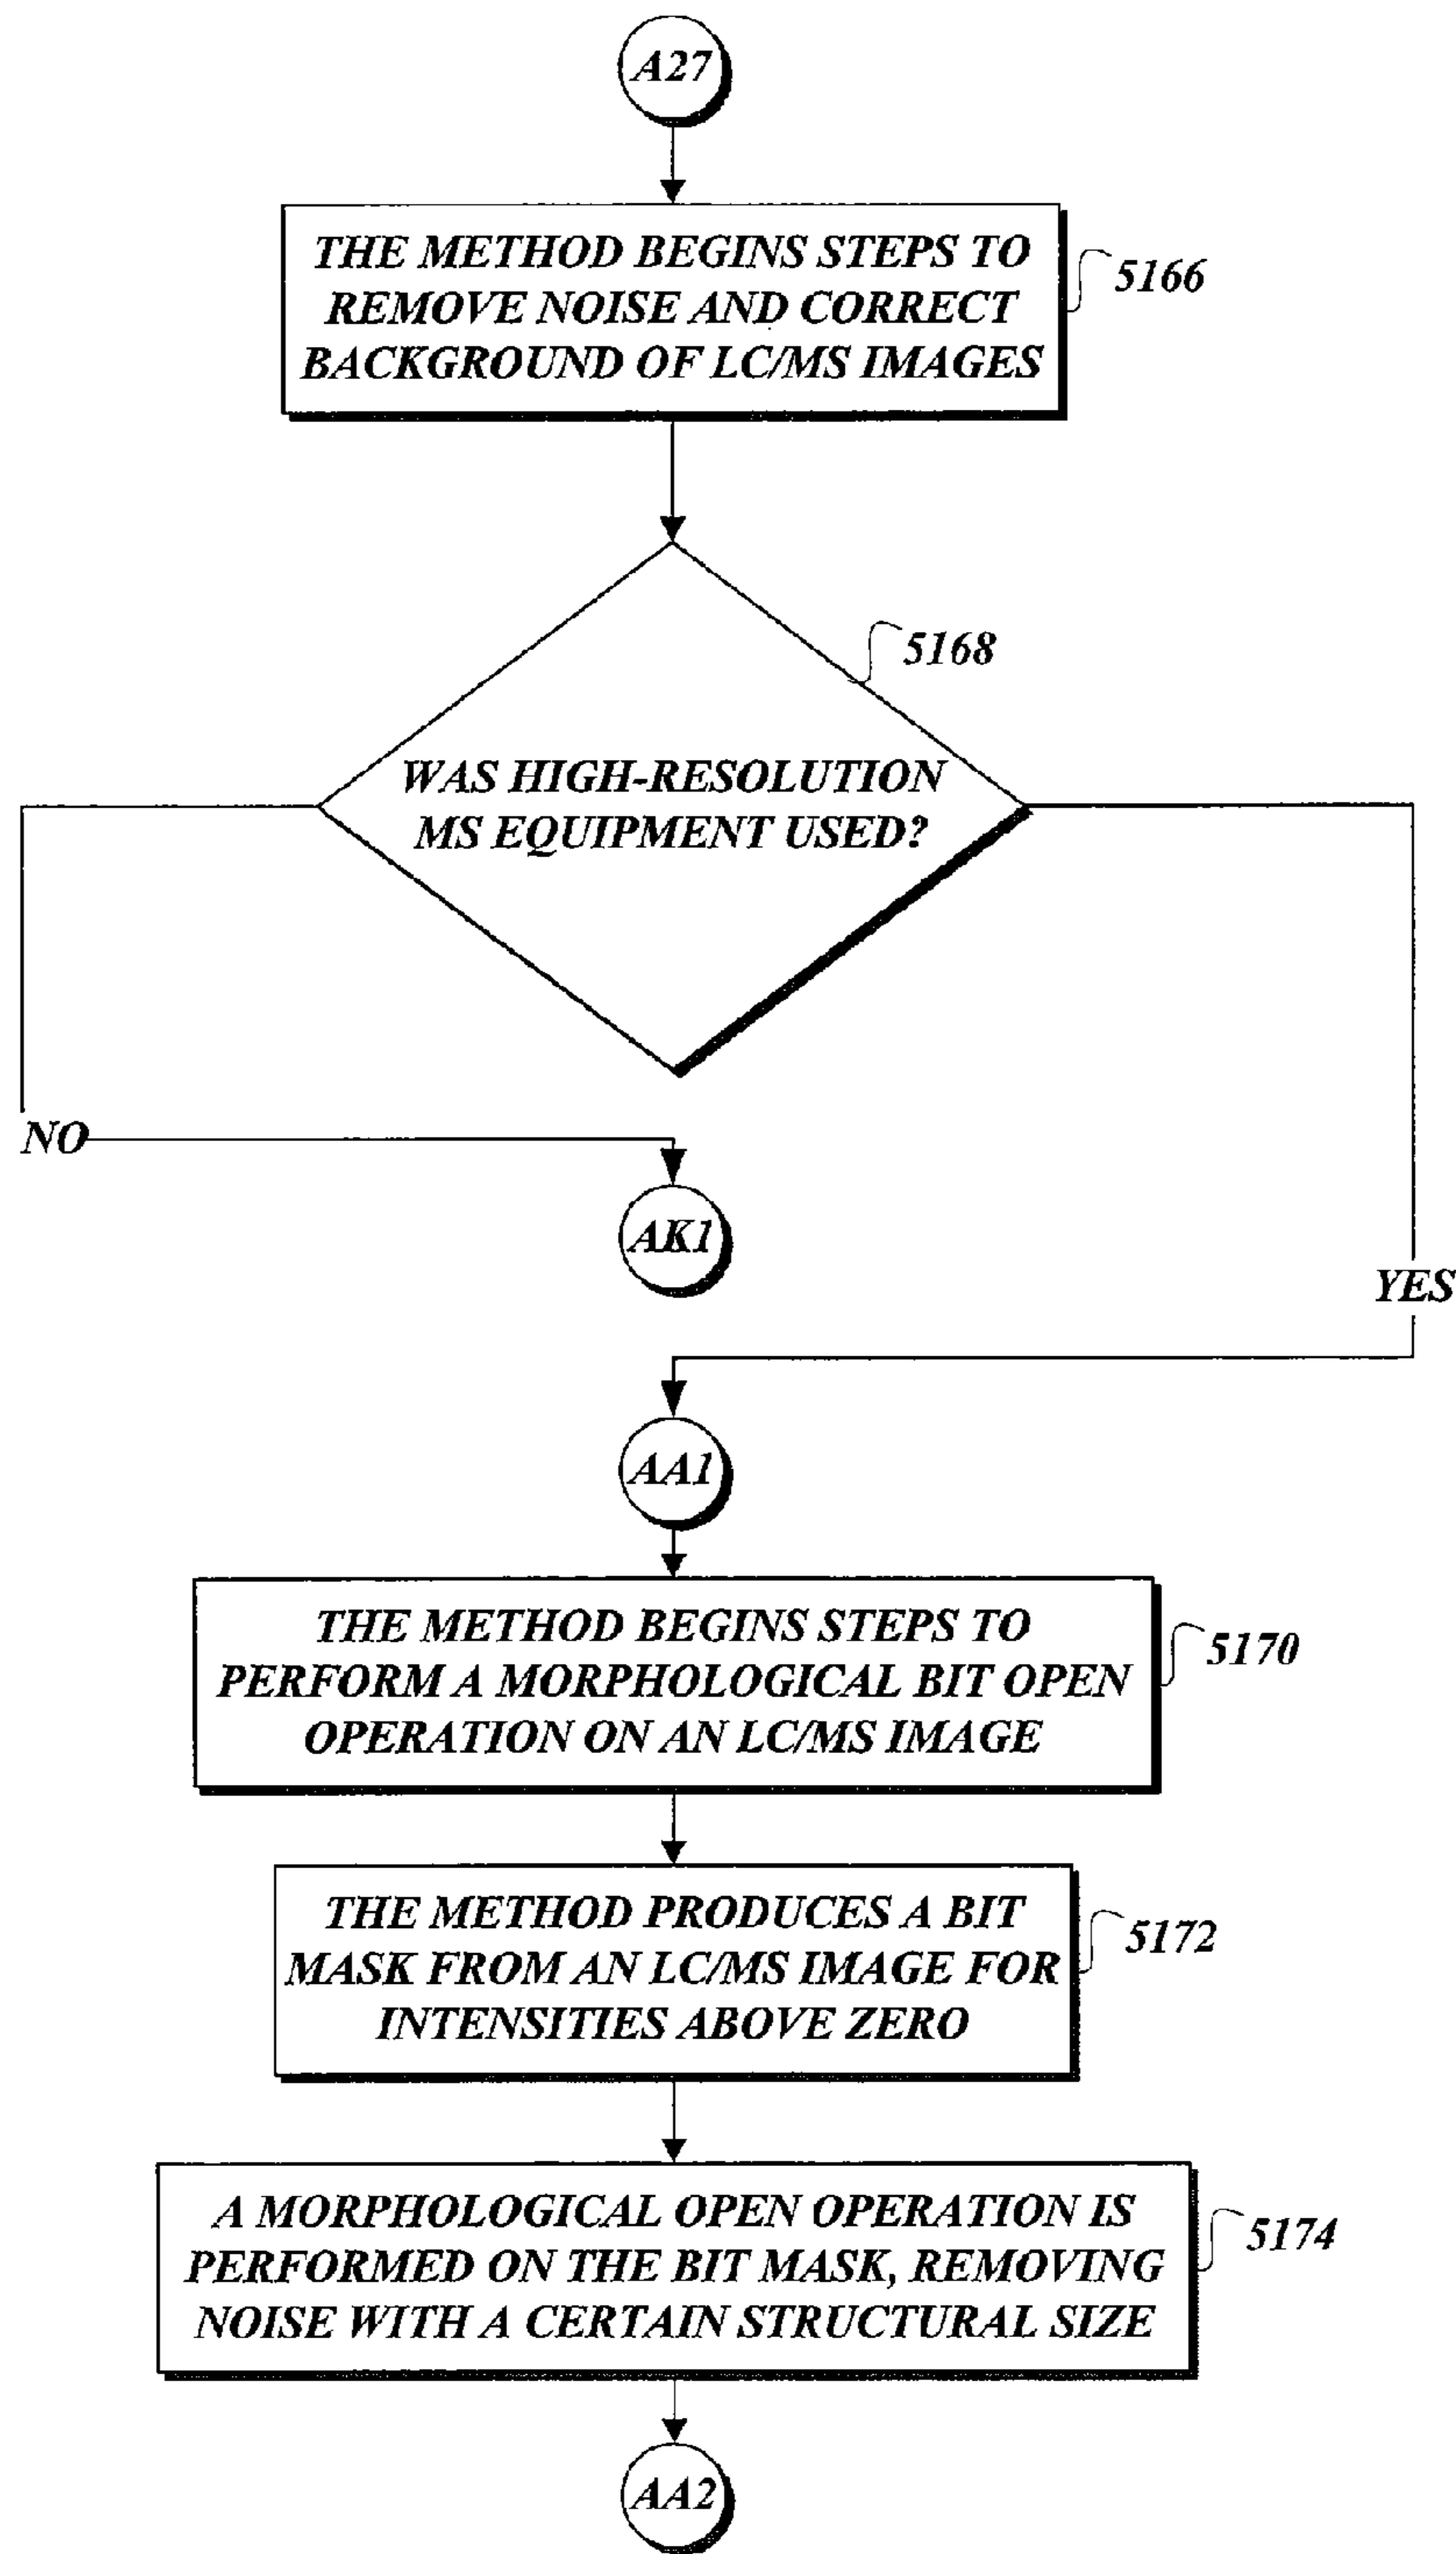 A27
THE METHOD BEGINS STEPS TO
REMOVE NOISE AND CORRECT
BACKGROUND OF LC/MS IMAGES
5166
5168
WAS HIGH-RESOLUTION
MS EQUIPMENT USED?
NO
AK1
YES
AA1
THE METHOD BEGINS STEPS TO
PERFORM A MORPHOLOGICAL BIT OPEN
OPERATION ON AN LC/MS IMAGE
5170
THE METHOD PRODUCES A BIT
MASK FROM AN LC/MS IMAGE FOR
INTENSITIES ABOVE ZERO
5172
A MORPHOLOGICAL OPEN OPERATION IS
PERFORMED ON THE BIT MASK, REMOVING
NOISE WITH A CERTAIN STRUCTURAL SIZE
5174
AA2